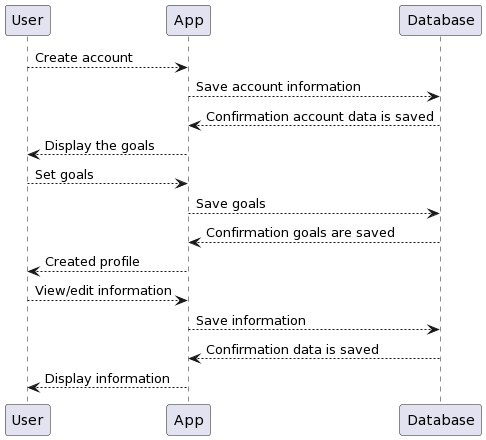 User App Database
Create account
Save account information
Confirmation account data is saved
Display the goals
Set goals
Save goals
Confirmation goals are saved
Created profile
View/edit information
Save information
Confirmation data is saved
Display information
User App Database